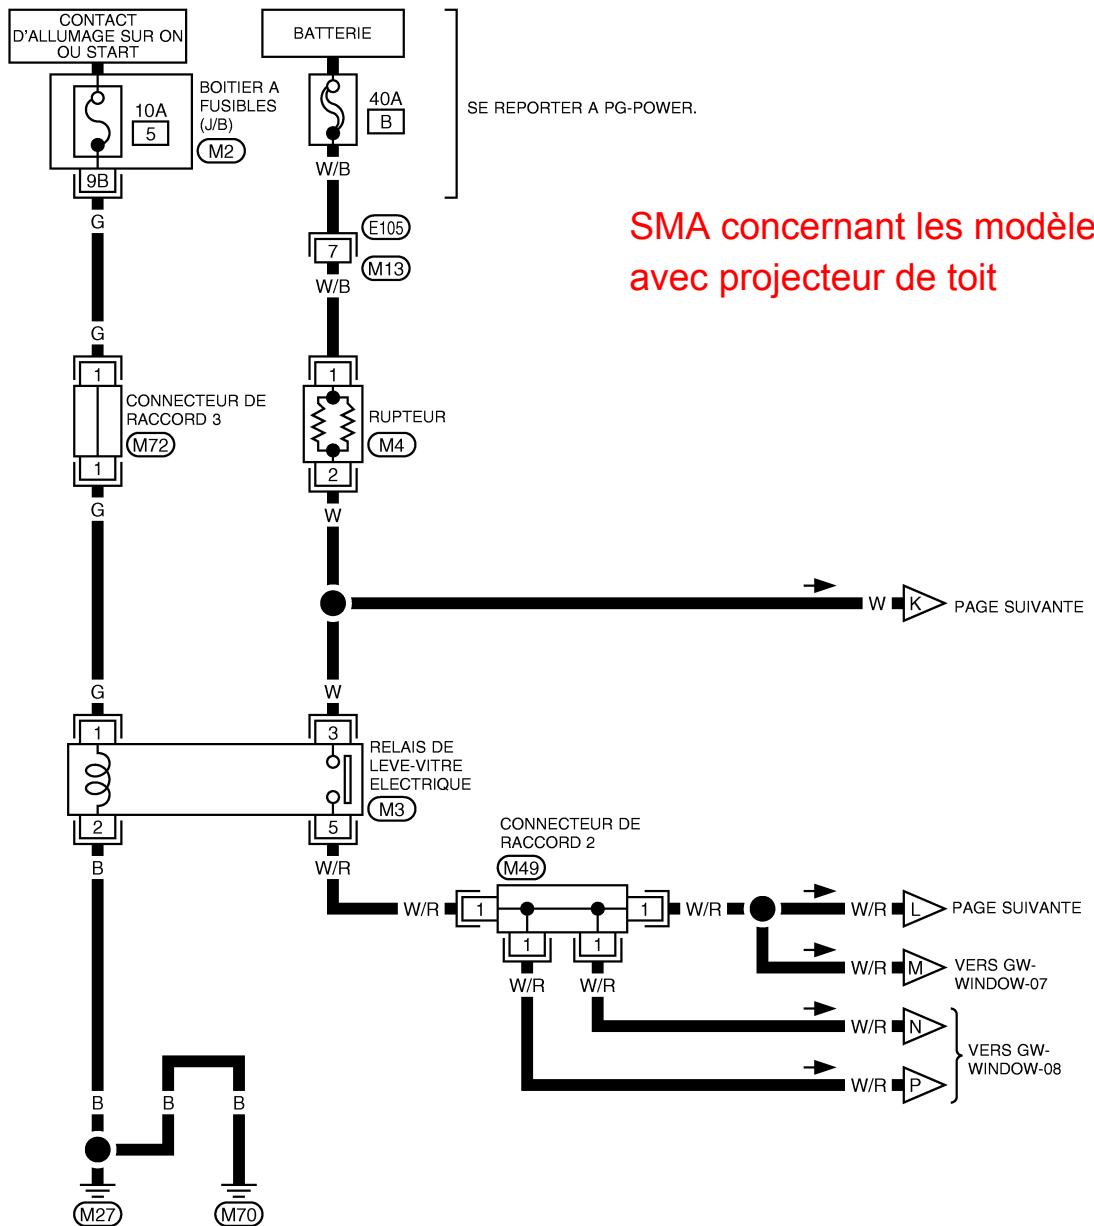 CONTACT
D'ALLUMAGE SUR ON
OU START
BATTERIE
10A
5
BOITIER A
FUSIBLES
(J/B)
M2
40A
B
SE REPORTER A PG-POWER.
9B
W/B
G
E105
7
M13
W/B
SMA concernant les modèle
avec projecteur de toit
G
1
1
CONNECTEUR DE
RACCORD 3
M72
RUPTEUR
M4
1
2
G
W
W
K
PAGE SUIVANTE
G
W
1
3
RELAIS DE
LEVE-VITRE
ELECTRIQUE
M3
2
5
B
W/R
CONNECTEUR DE
RACCORD 2
M49
W/R
1
1
W/R
W/R
L
PAGE SUIVANTE
1
1
W/R
M
VERS GW-
WINDOW-07
W/R
W/R
W/R
N
VERS GW-
WINDOW-08
W/R
P
B
B
B
M27
M70